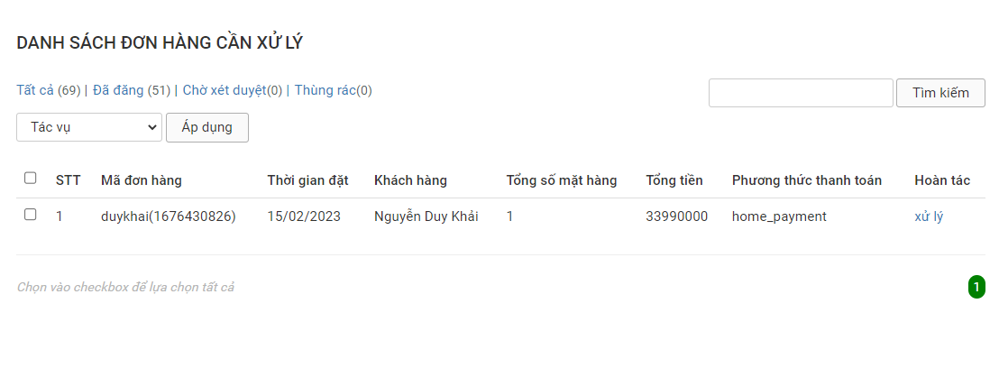 DANH SÁCH ĐƠN HÀNG CẦN XỬ LÝ
Tất cả (69) | Đã đăng (51) | Chờ xét duyệt(0) | Thùng rác(0)
Tìm kiếm
Tác vụ Áp dụng
STT Mã đơn hàng Thời gian đặt Khách hàng Tổng số mặt hàng Tổng tiền Phương thức thanh toán Hoàn tác
1 duykhai(1676430826) 15/02/2023 Nguyễn Duy Khải 1 33990000 home_payment xử lý
Chọn vào checkbox để lựa chọn tất cả
1